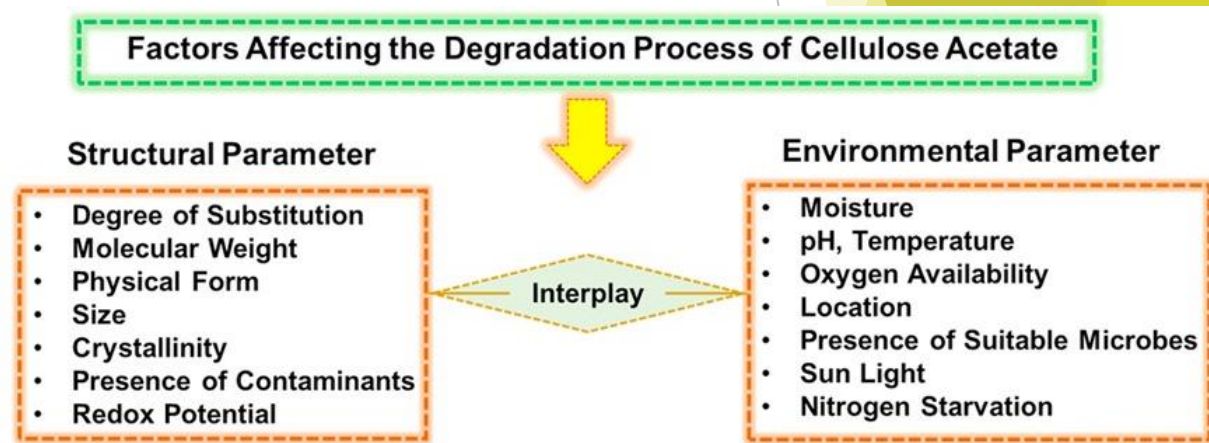 Factors Affecting the Degradation Process of Cellulose Acetate
Structural Parameter
• Degree of Substitution
• Molecular Weight
• Physical Form
• Size
• Crystallinity
• Presence of Contaminants
• Redox Potential
Interplay
Environmental Parameter
• Moisture
• pH, Temperature
• Oxygen Availability
• Location
• Presence of Suitable Microbes
• Sun Light
• Nitrogen Starvation